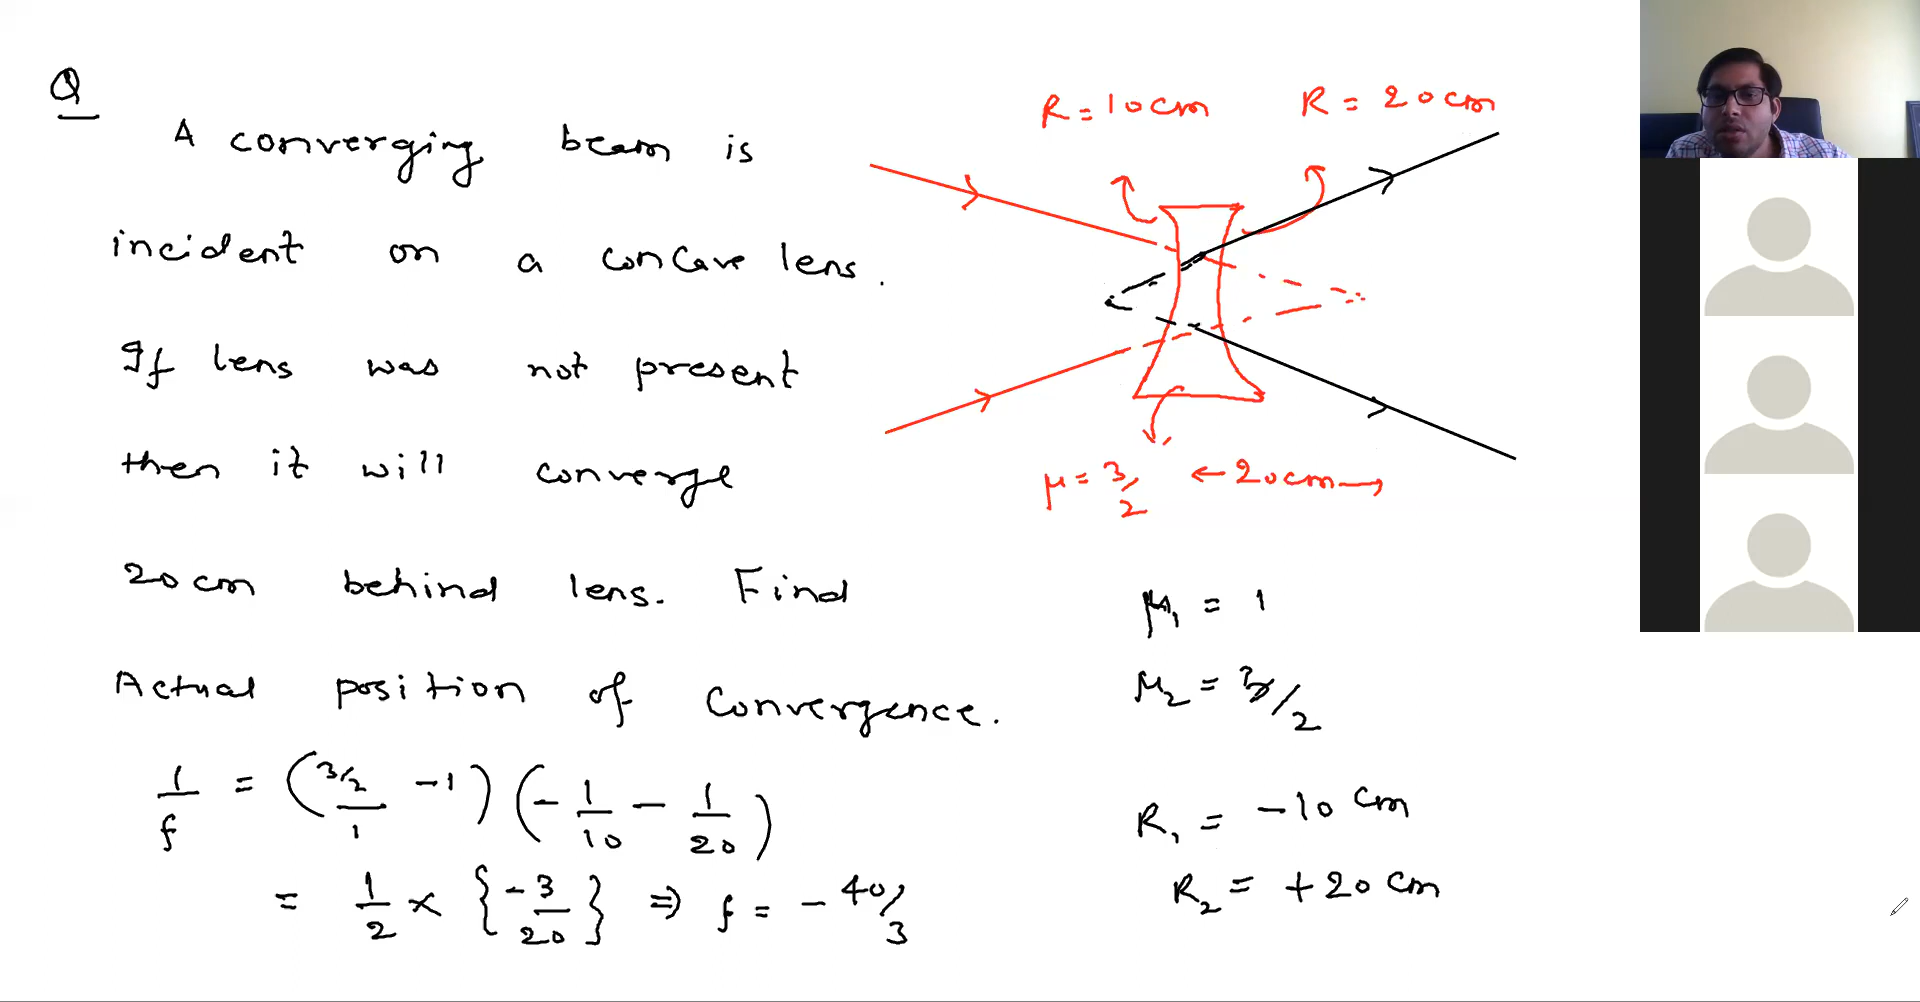 Q
A converging beam is
incident on a concave lens.
If lens was not present
then it will converge
20 cm behind lens. Find
Actual position of Convergence.
1/f = (3/2/1 - 1) (- 1/10 - 1/20)
= 1/2 × {-3/20} ⇒ f = - 40/3
R = 10 cm
R = 20 cm
μ = 3/2
← 20 cm →
μ₁ = 1
μ₂ = 3/2
R₁ = -10 cm
R₂ = +20 cm